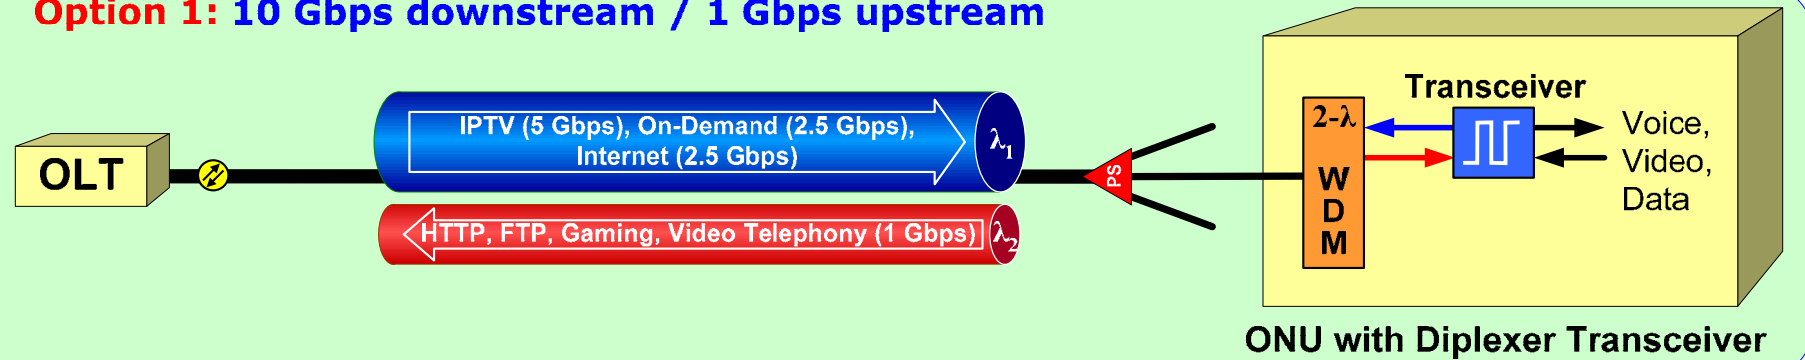 Option 1: 10 Gbps downstream / 1 Gbps upstream
OLT
IPTV (5 Gbps), On-Demand (2.5 Gbps),
Internet (2.5 Gbps)
λ1
HTTP, FTP, Gaming, Video Telephony (1 Gbps)
λ2
PS
2-λ
W
D
M
Transceiver
Voice,
Video,
Data
ONU with Diplexer Transceiver